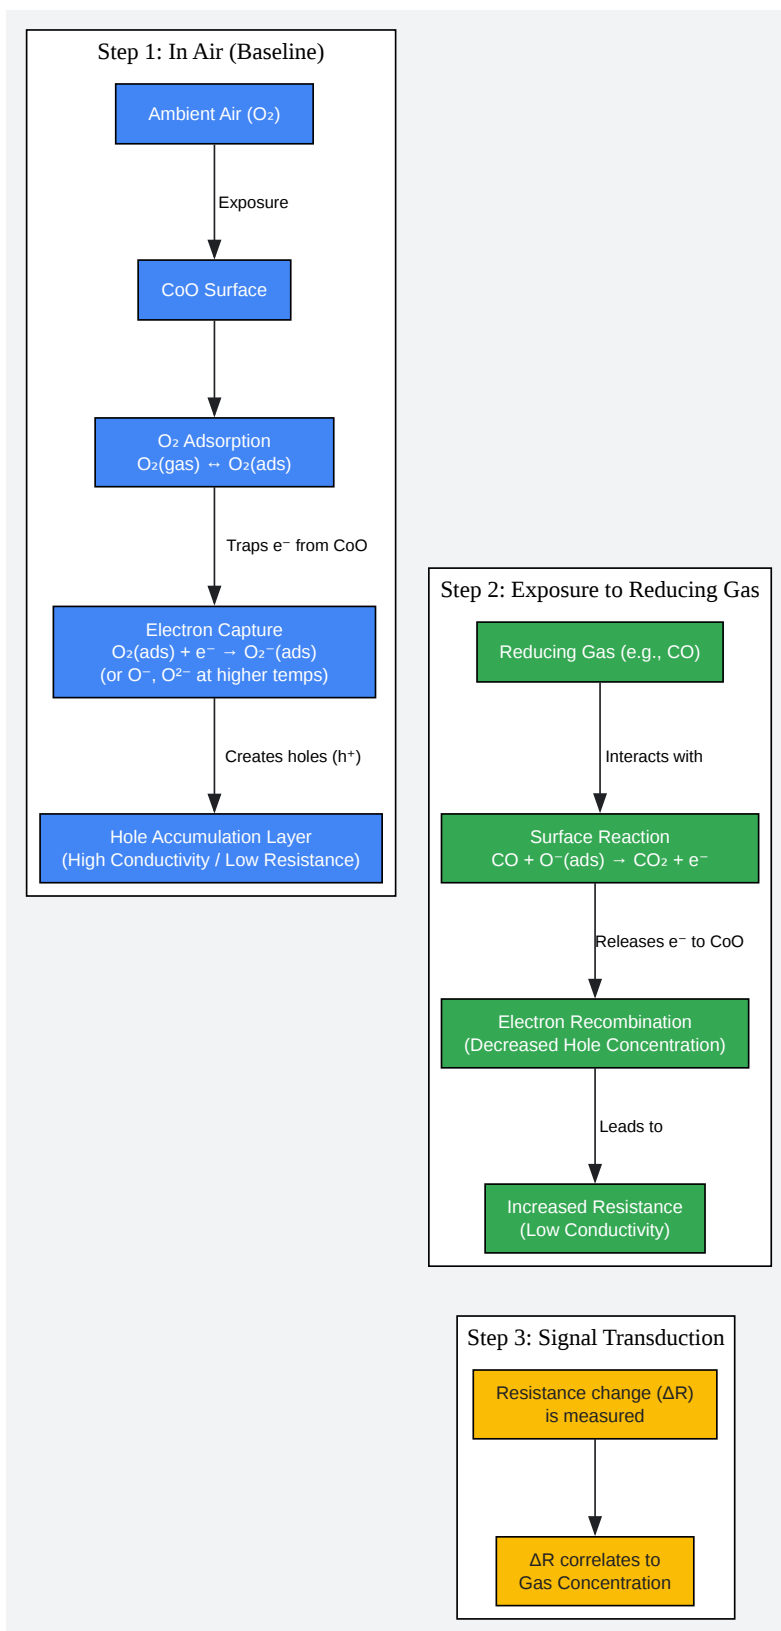 Step 1: In Air (Baseline)
Ambient Air (O₂)
Exposure
CoO Surface
O₂ Adsorption
O₂(gas) ↔ O₂(ads)
Traps e⁻ from CoO
Electron Capture
O₂(ads) + e⁻ → O₂⁻(ads)
(or O⁻, O²⁻ at higher temps)
Creates holes (h⁺)
Hole Accumulation Layer
(High Conductivity / Low Resistance)
Step 2: Exposure to Reducing Gas
Reducing Gas (e.g., CO)
Interacts with
Surface Reaction
CO + O⁻(ads) → CO₂ + e⁻
Releases e⁻ to CoO
Electron Recombination
(Decreased Hole Concentration)
Leads to
Increased Resistance
(Low Conductivity)
Step 3: Signal Transduction
Resistance change (ΔR)
is measured
ΔR correlates to
Gas Concentration